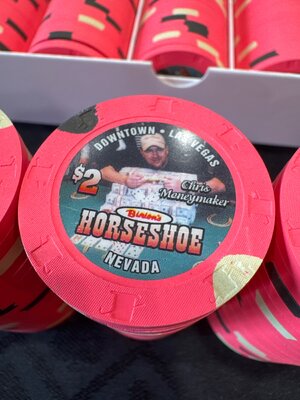 DOWNTOWN • LAS VEGAS
$2
Chris
Moneymaker
Binion's
HORSESHOE
NEVADA